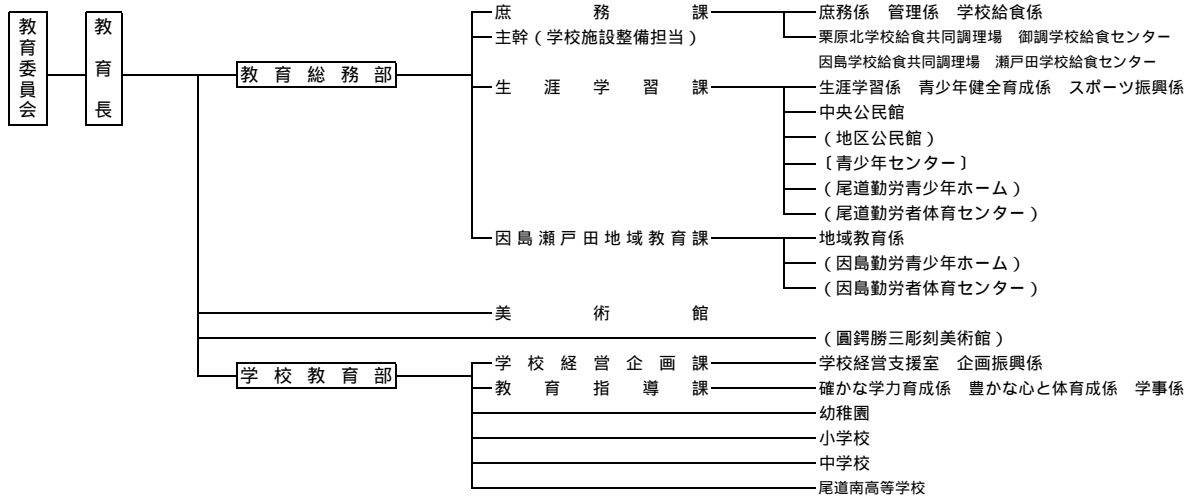 教育委員会
教育長
教育総務部
庶務課
庶務係 管理係 学校給食係
主幹(学校施設整備担当)
栗原北学校給食共同調理場 御調学校給食センター
因島学校給食共同調理場 瀬戸田学校給食センター
生涯学習課
生涯学習係 青少年健全育成係 スポーツ振興係
中央公民館
(地区公民館)
〔青少年センター〕
(尾道勤労青少年ホーム)
(尾道勤労者体育センター)
因島瀬戸田地域教育課
地域教育係
(因島勤労青少年ホーム)
(因島勤労者体育センター)
美術館
(圓鍔勝三彫刻美術館)
学校教育部
学校経営企画課
学校経営支援室 企画振興係
教育指導課
確かな学力育成係 豊かな心と体育成係 学事係
幼稚園
小学校
中学校
尾道南高等学校